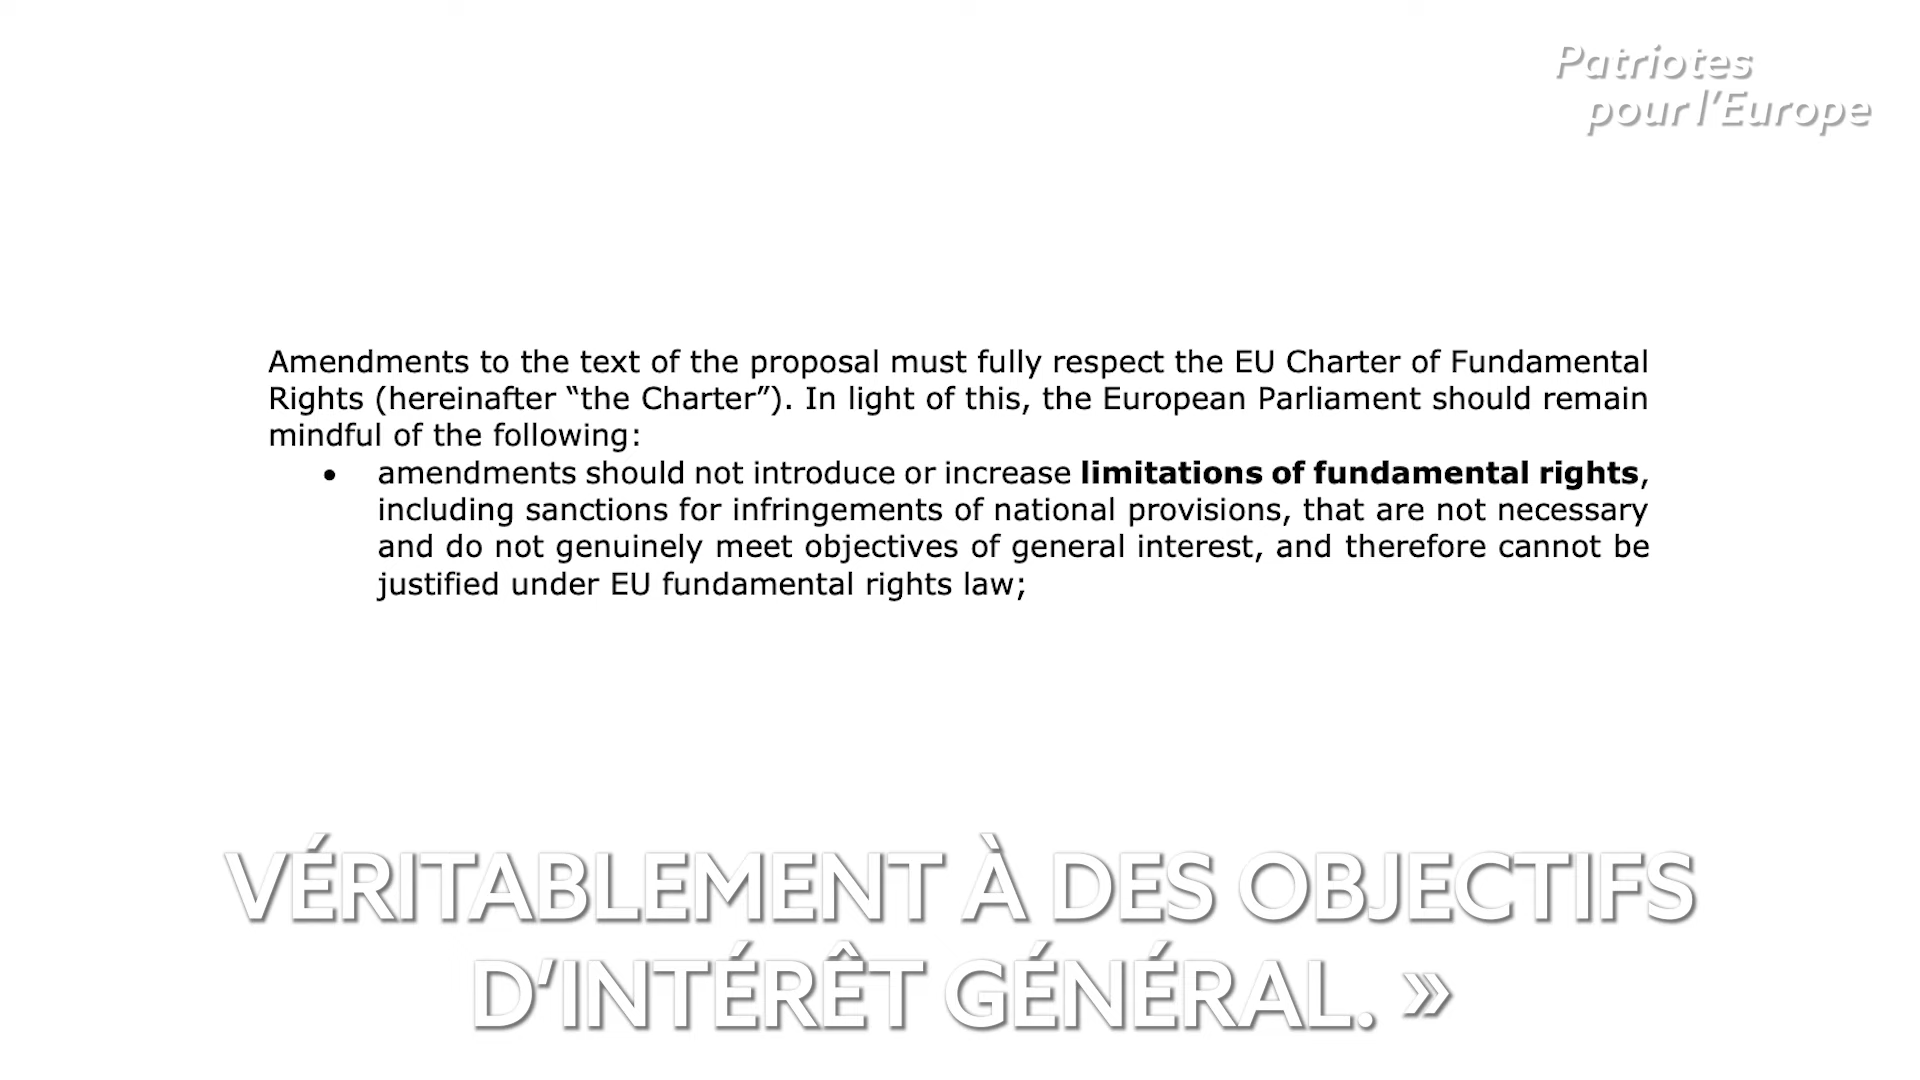 Patriotes
pour l'Europe
Amendments to the text of the proposal must fully respect the EU Charter of Fundamental
Rights (hereinafter “the Charter”). In light of this, the European Parliament should remain
mindful of the following:
• amendments should not introduce or increase limitations of fundamental rights,
including sanctions for infringements of national provisions, that are not necessary
and do not genuinely meet objectives of general interest, and therefore cannot be
justified under EU fundamental rights law;
VÉRITABLEMENT À DES OBJECTIFS
D’INTÉRÊT GÉNÉRAL. »